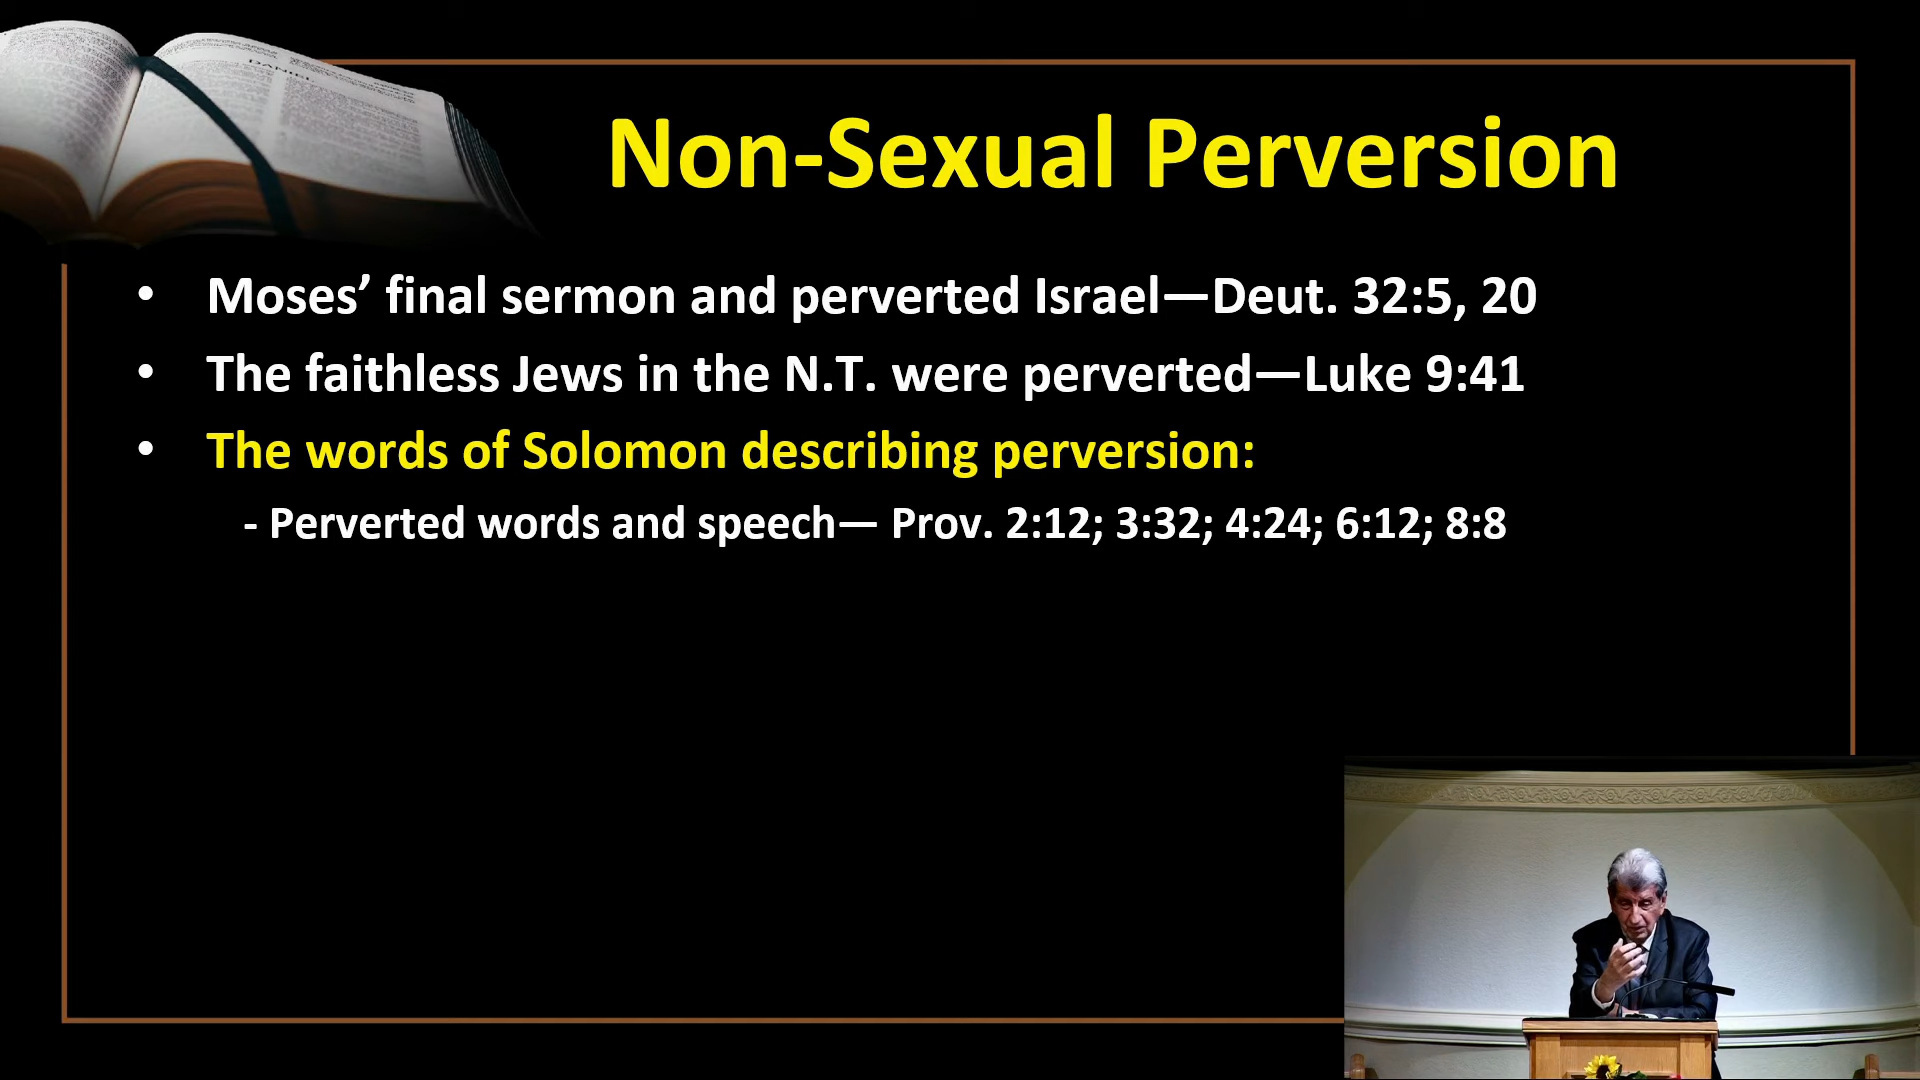 DANIEL
Non-Sexual Perversion
• Moses’ final sermon and perverted Israel—Deut. 32:5, 20
• The faithless Jews in the N.T. were perverted—Luke 9:41
• The words of Solomon describing perversion:
- Perverted words and speech— Prov. 2:12; 3:32; 4:24; 6:12; 8:8